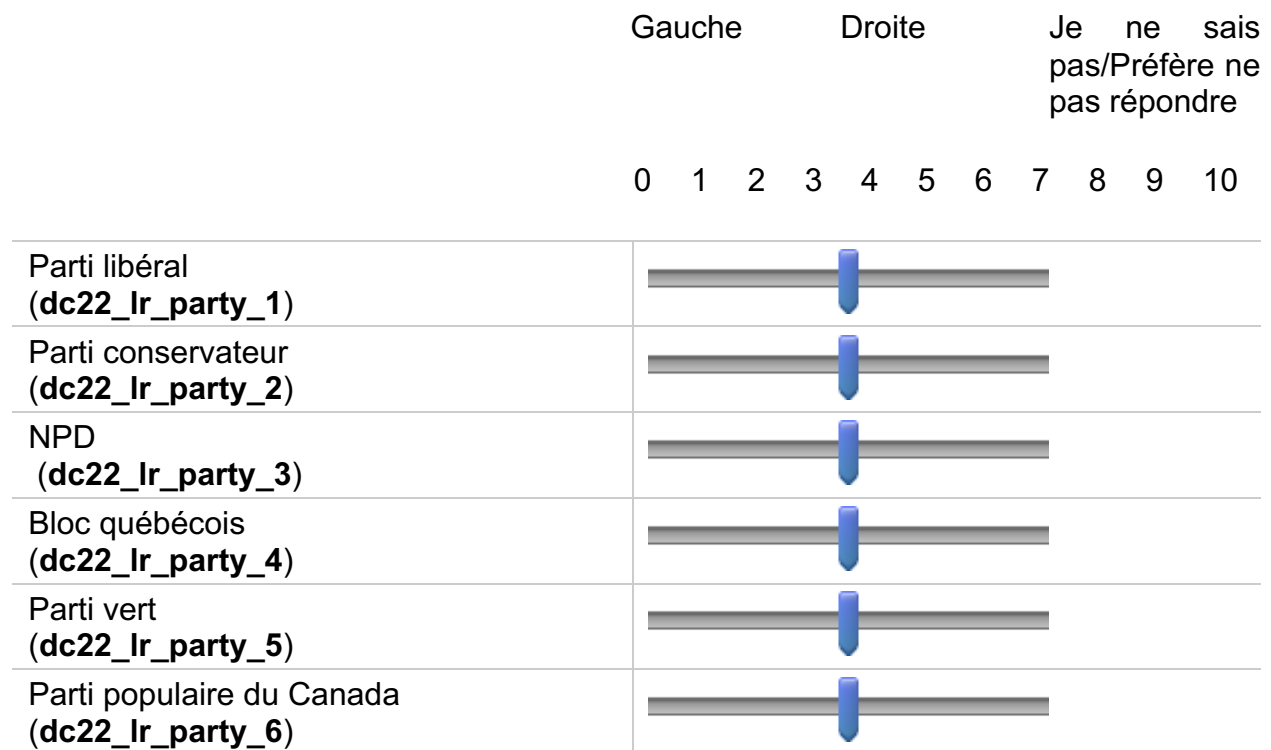 Gauche Droite Je ne sais
pas/Préfère ne
pas répondre
0 1 2 3 4 5 6 7 8 9 10
Parti libéral
(dc22_lr_party_1)
Parti conservateur
(dc22_lr_party_2)
NPD
(dc22_lr_party_3)
Bloc québécois
(dc22_lr_party_4)
Parti vert
(dc22_lr_party_5)
Parti populaire du Canada
(dc22_lr_party_6)